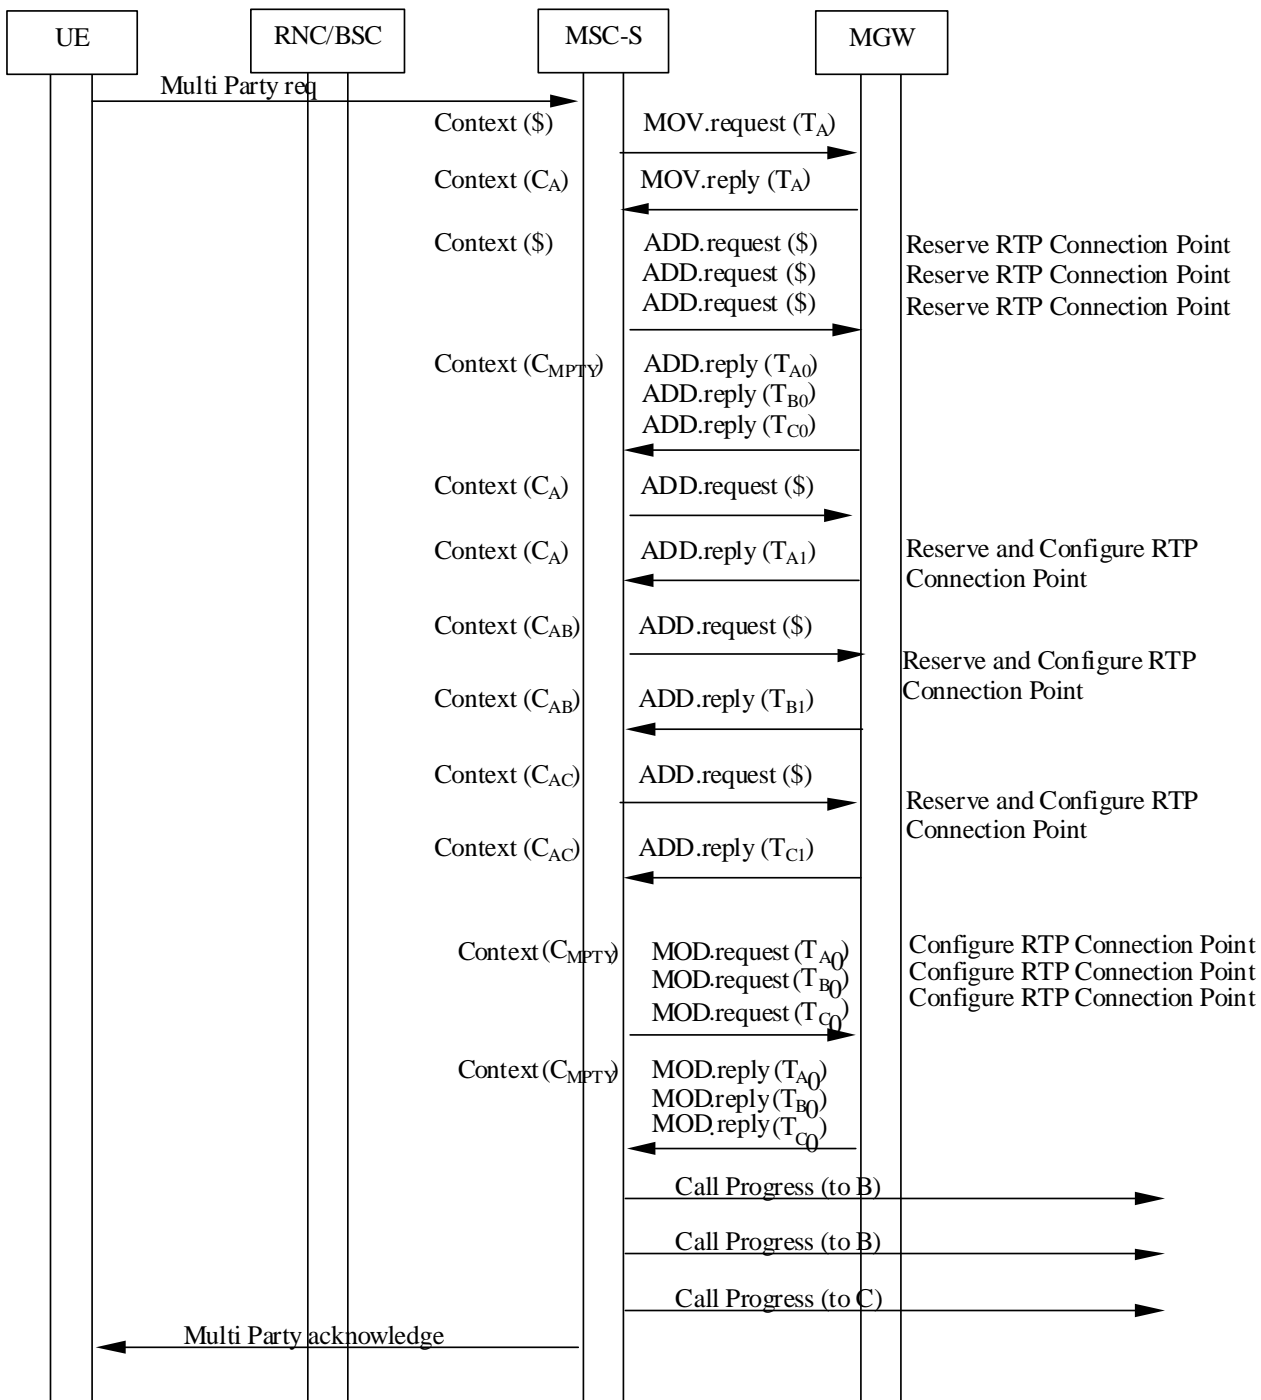 UE RNC/BSC MSC-S MGW
Multi Party req
Context ($) MOV.request (TA)
Context (CA) MOV.reply (TA)
Context ($) ADD.request ($) Reserve RTP Connection Point
ADD.request ($) Reserve RTP Connection Point
ADD.request ($) Reserve RTP Connection Point
Context (CMPTY) ADD.reply (TA0)
ADD.reply (TB0)
ADD.reply (TC0)
Context (CA) ADD.request ($)
Context (CA) ADD.reply (TA1) Reserve and Configure RTP
Connection Point
Context (CAB) ADD.request ($)
Reserve and Configure RTP
Connection Point
Context (CAB) ADD.reply (TB1)
Context (CAC) ADD.request ($)
Reserve and Configure RTP
Connection Point
Context (CAC) ADD.reply (TC1)
Context (CMPTY) MOD.request (TA0) Configure RTP Connection Point
MOD.request (TB0) Configure RTP Connection Point
MOD.request (TC0) Configure RTP Connection Point
Context (CMPTY) MOD.reply (TA0)
MOD.reply (TB0)
MOD.reply (TC0)
Call Progress (to B)
Call Progress (to B)
Call Progress (to C)
Multi Party acknowledge